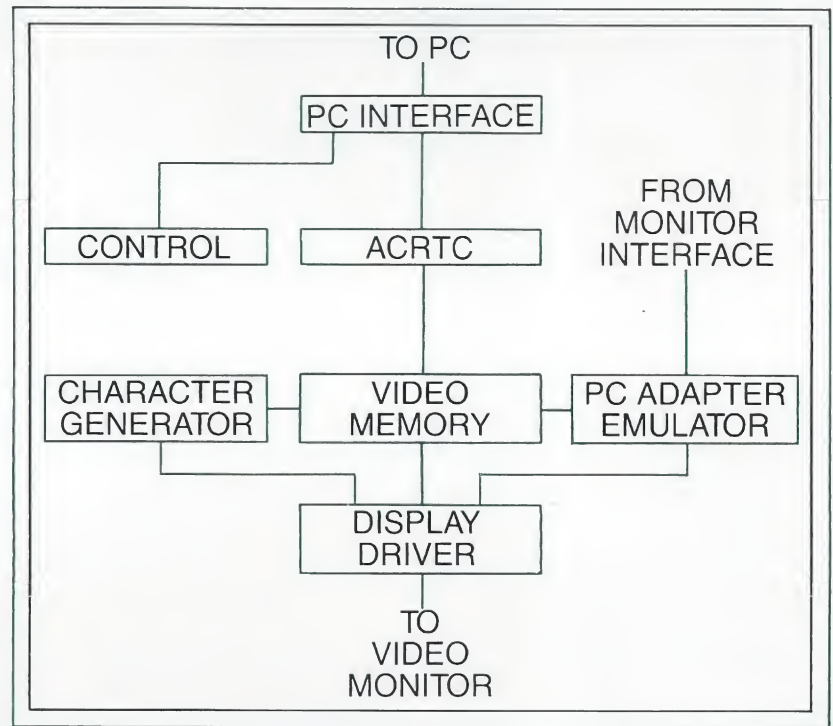 TO PC
PC INTERFACE
FROM
MONITOR
INTERFACE
CONTROL
ACRTC
CHARACTER
GENERATOR
VIDEO
MEMORY
PC ADAPTER
EMULATOR
DISPLAY
DRIVER
TO
VIDEO
MONITOR